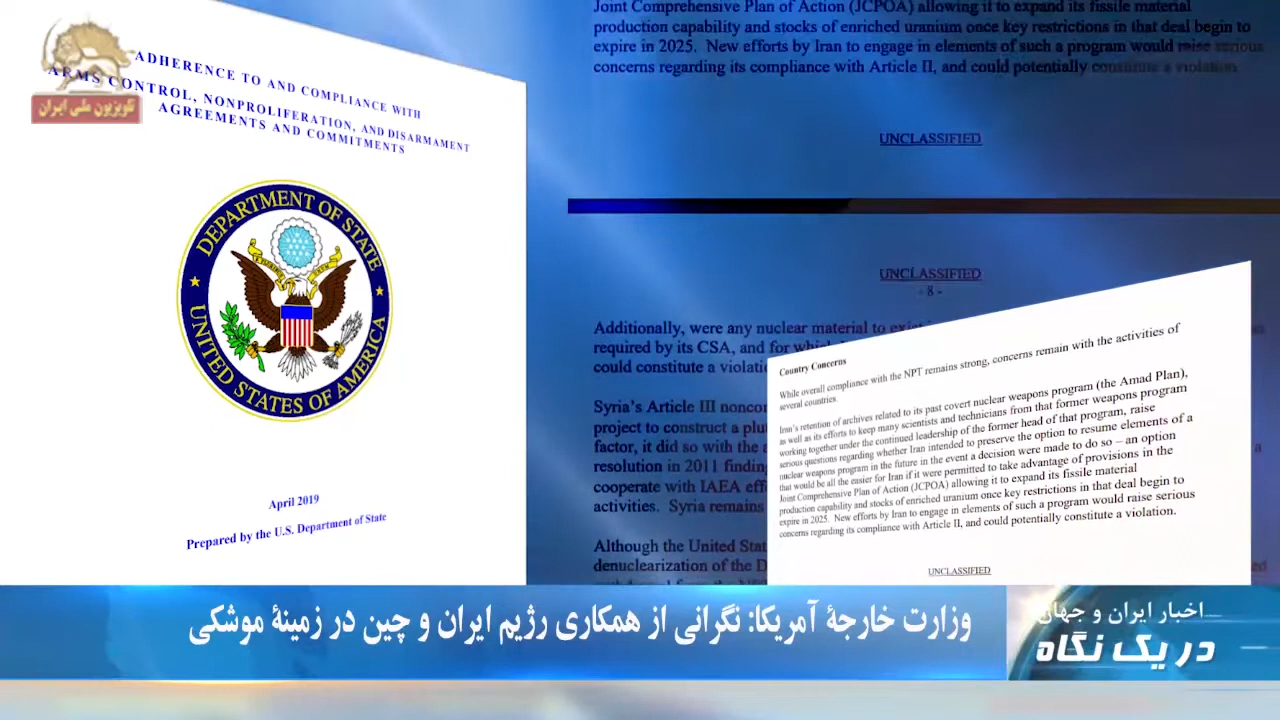 تلویزیون ملی ایران
ADHERENCE TO AND COMPLIANCE WITH
ARMS CONTROL, NONPROLIFERATION, AND DISARMAMENT
AGREEMENTS AND COMMITMENTS
DEPARTMENT OF STATE
UNITED STATES OF AMERICA
April 2019
Prepared by the U.S. Department of State
Joint Comprehensive Plan of Action (JCPOA) allowing it to expand its fissile material
production capability and stocks of enriched uranium once key restrictions in that deal begin to
expire in 2025. New efforts by Iran to engage in elements of such a program would raise serious
concerns regarding its compliance with Article II, and could potentially constitute a violation.
UNCLASSIFIED
UNCLASSIFIED
- 8 -
Additionally, were any nuclear material to exist
required by its CSA, and for which
could constitute a violati
Syria's Article III noncon
project to construct a plu
factor, it did so with the a
resolution in 2011 finding
cooperate with IAEA eff
activities. Syria remains
Although the United Stat
denuclearization of the D
Country Concerns
While overall compliance with the NPT remains strong, concerns remain with the activities of
several countries.
Iran's retention of archives related to its past covert nuclear weapons program (the Amad Plan),
as well as its efforts to keep many scientists and technicians from that former weapons program
working together under the continued leadership of the former head of that program, raise
serious questions regarding whether Iran intended to preserve the option to resume elements of a
nuclear weapons program in the future in the event a decision were made to do so – an option
that would be all the easier for Iran if it were permitted to take advantage of provisions in the
Joint Comprehensive Plan of Action (JCPOA) allowing it to expand its fissile material
production capability and stocks of enriched uranium once key restrictions in that deal begin to
expire in 2025. New efforts by Iran to engage in elements of such a program would raise serious
concerns regarding its compliance with Article II, and could potentially constitute a violation.
UNCLASSIFIED
وزارت خارجهٔ آمریکا: نگرانی از همکاری رژیم ایران و چین در زمینهٔ موشکی
اخبار ایران و جهان
در یک نگاه